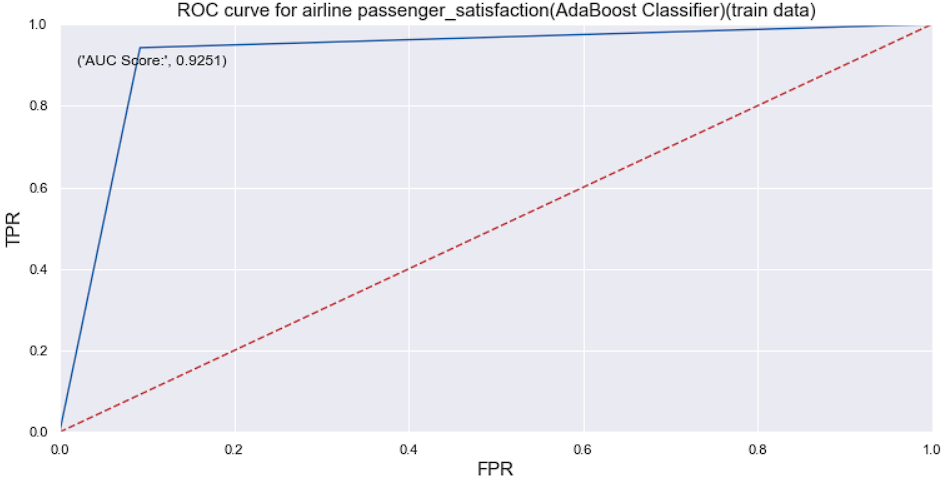 ROC curve for airline passenger_satisfaction(AdaBoost Classifier)(train data)
1.0
('AUC Score:', 0.9251)
0.8
0.6
TPR
0.4
0.2
0.0
0.0 0.2 0.4 0.6 0.8 1.0
FPR